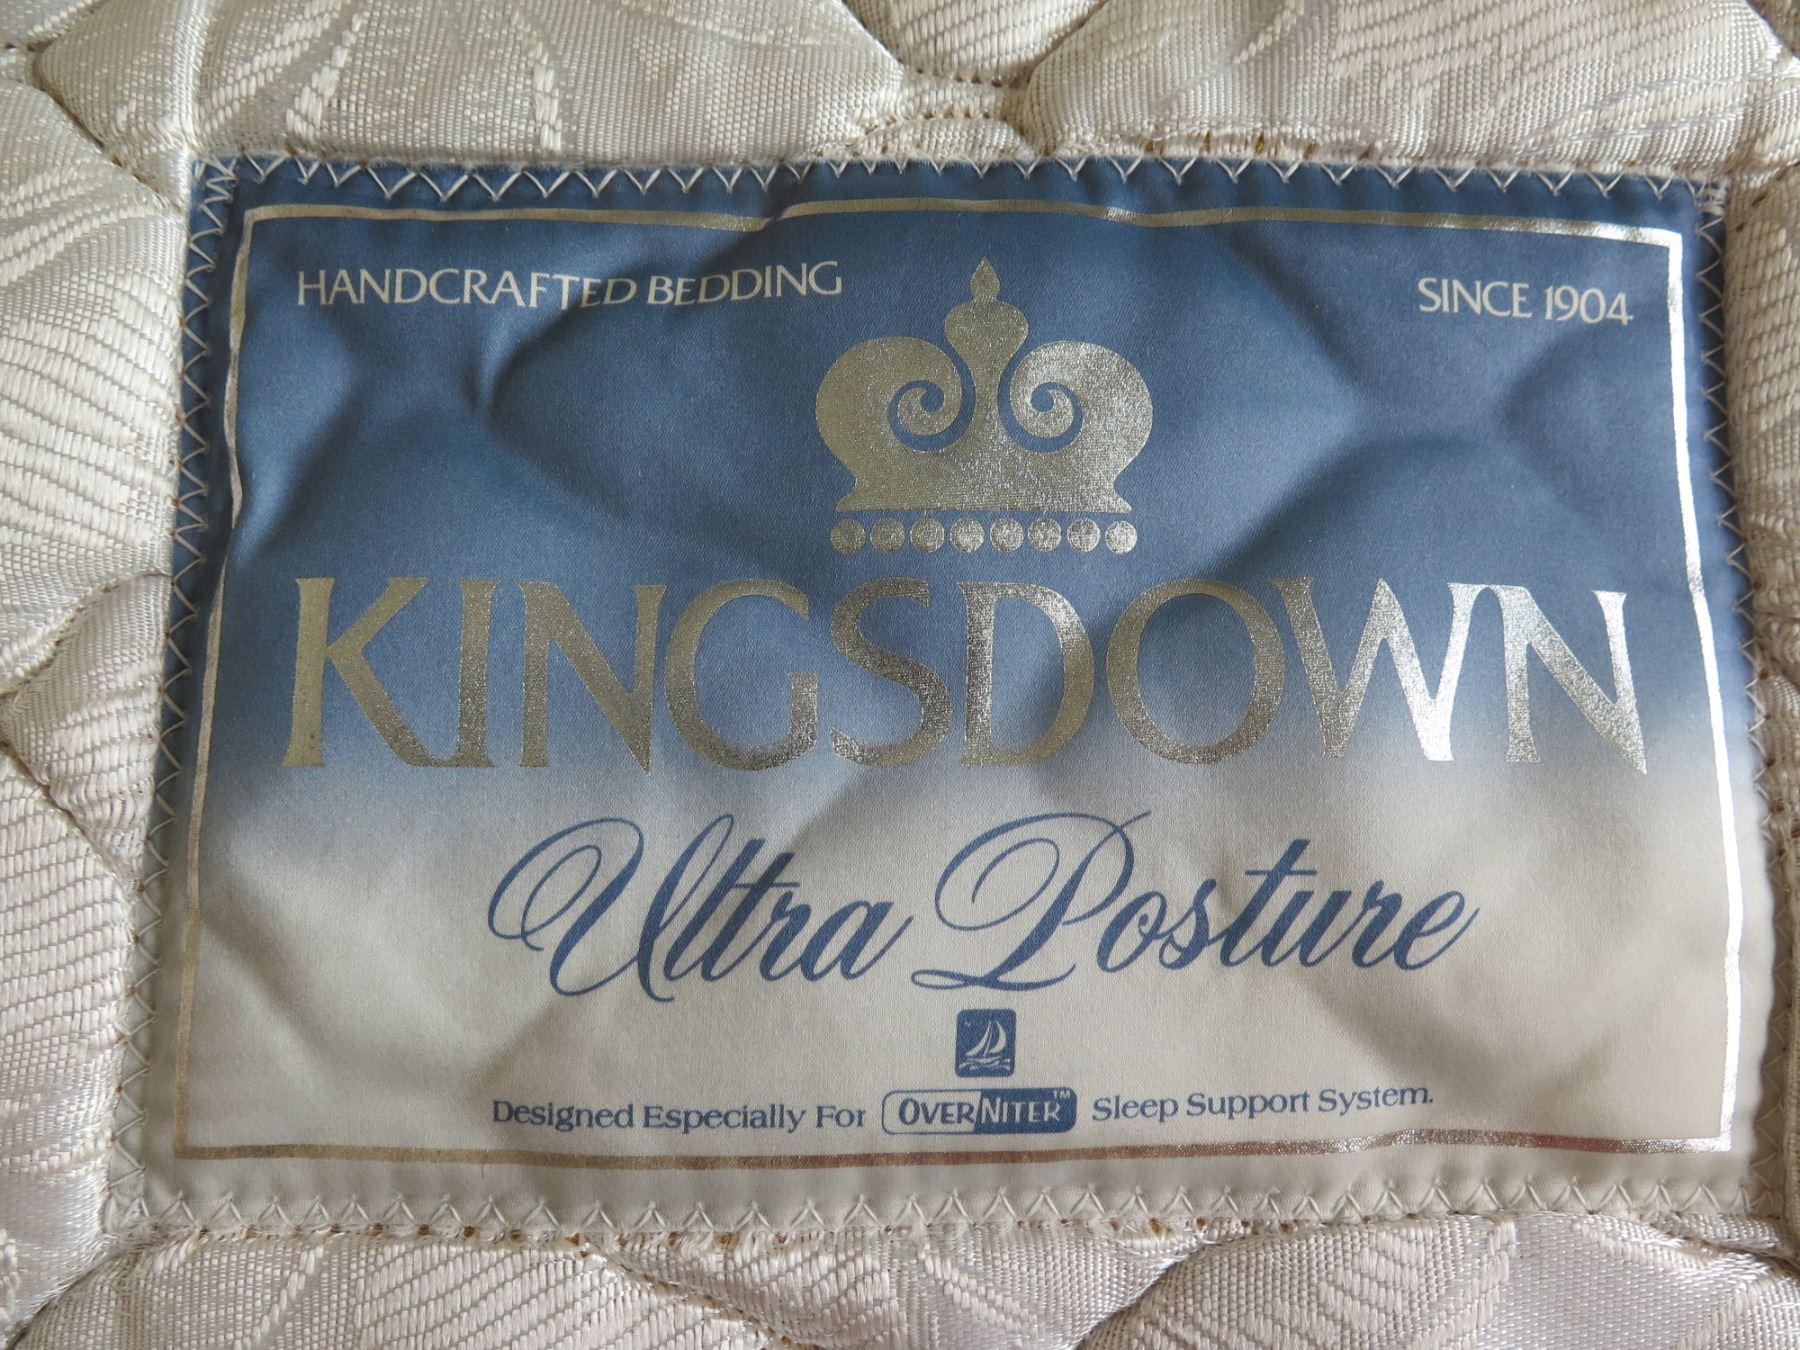 HANDCRAFTED BEDDING
SINCE 1904
KINGSDOWN
Ultra Posture
Designed Especially For OVERNITER™ Sleep Support System.